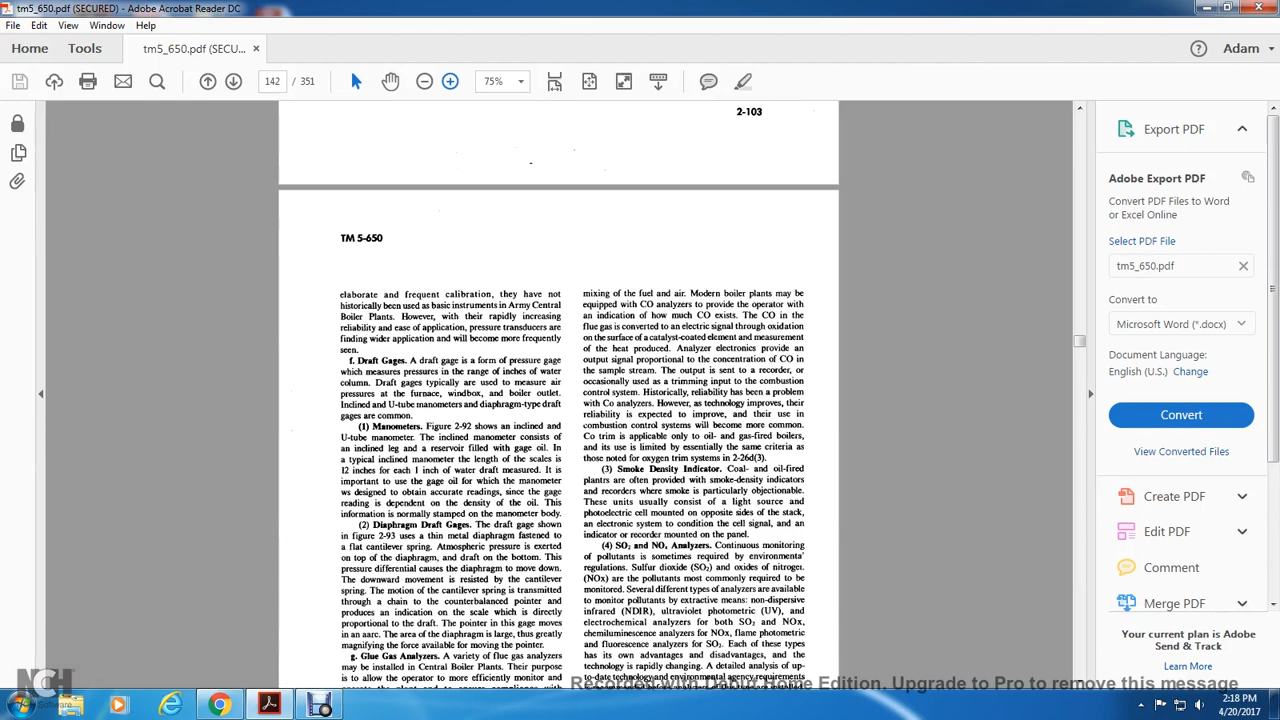 tm5_650.pdf (SECURED) - Adobe Acrobat Reader DC
File Edit View Window Help
Home Tools tm5_650.pdf (SECU... × Adam
142 / 351 75%
2-103
TM 5-650
elaborate and frequent calibration, they have not
historically been used as basic instruments in Army Central
Boiler Plants. However, with their rapidly increasing
reliability and ease of application, pressure transducers are
finding wider application and will become more frequently
seen.
f. Draft Gages. A draft gage is a form of pressure gage
which measures pressures in the range of inches of water
column. Draft gages typically are used to measure air
pressures at the furnace, windbox, and boiler outlet.
Inclined and U-tube manometers and diaphragm-type draft
gages are common.
(1) Manometers. Figure 2-92 shows an inclined and
U-tube manometer. The inclined manometer consists of
an inclined leg and a reservoir filled with gage oil. In
a typical inclined manometer the length of the scales is
12 inches for each 1 inch of water draft measured. It is
important to use the gage oil for which the manometer
ws designed to obtain accurate readings, since the gage
reading is dependent on the density of the oil. This
information is normally stamped on the manometer body.
(2) Diaphragm Draft Gages. The draft gage shown
in figure 2-93 uses a thin metal diaphragm fastened to
a flat cantilever spring. Atmospheric pressure is exerted
on top of the diaphragm, and draft on the bottom. This
pressure differential causes the diaphragm to move down.
The downward movement is resisted by the cantilever
spring. The motion of the cantilever spring is transmitted
through a chain to the counterbalanced pointer and
produces an indication on the scale which is directly
proportional to the draft. The pointer in this gage moves
in an aarc. The area of the diaphragm is large, thus greatly
magnifying the force available for moving the pointer.
g. Glue Gas Analyzers. A variety of flue gas analyzers
may be installed in Central Boiler Plants. Their purpose
is to allow the operator to more efficiently monitor and
mixing of the fuel and air. Modern boiler plants may be
equipped with CO analyzers to provide the operator with
an indication of how much CO exists. The CO in the
flue gas is converted to an electric signal through oxidation
on the surface of a catalyst-coated element and measurement
of the heat produced. Analyzer electronics provide an
output signal proportional to the concentration of CO in
the sample stream. The output is sent to a recorder, or
occasionally used as a trimming input to the combustion
control system. Historically, reliability has been a problem
with Co analyzers. However, as technology improves, their
reliability is expected to improve, and their use in
combustion control systems will become more common.
Co trim is applicable only to oil- and gas-fired boilers,
and its use is limited by essentially the same criteria as
those noted for oxygen trim systems in 2-26d(3).
(3) Smoke Density Indicator. Coal- and oil-fired
plantrs are often provided with smoke-density indicators
and recorders where smoke is particularly objectionable.
These units usually consist of a light source and
photoelectric cell mounted on opposite sides of the stack,
an electronic system to condition the cell signal, and an
indicator or recorder mounted on the panel.
(4) SO₂ and NOₓ Analyzers. Continuous monitoring
of pollutants is sometimes required by environmenta'
regulations. Sulfur dioxide (SO₂) and oxides of nitroger.
(NOx) are the pollutants most commonly required to be
monitored. Several different types of analyzers are available
to monitor pollutants by extractive means: non-dispersive
infrared (NDIR), ultraviolet photometric (UV), and
electrochemical analyzers for both SO₂ and NOx,
chemiluminescence analyzers for NOx, flame photometric
and fluorescence analyzers for SO₂. Each of these types
has its own advantages and disadvantages, and the
technology is rapidly changing. A detailed analysis of up-
to-date technology and environmental agency requirements
Export PDF
Adobe Export PDF
Convert PDF Files to Word
or Excel Online
Select PDF File
tm5_650.pdf
Convert to
Microsoft Word (*.docx)
Document Language:
English (U.S.) Change
Convert
View Converted Files
Create PDF
Edit PDF
Comment
Merge PDF
Your current plan is Adobe
Send & Track
Learn More
NCH Software
Recorded with Debut Home Edition. Upgrade to Pro to remove this message
2:18 PM
4/20/2017